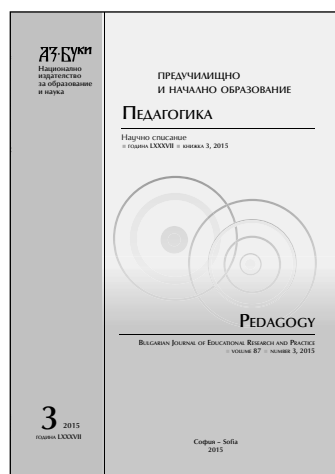 Аз·Буки
Национално
издателство
за образование
и наука
ПРЕДУЧИЛИЩНО
И НАЧАЛНО ОБРАЗОВАНИЕ
ПЕДАГОГИКА
Научно списание
година LXXXVII книжка 3, 2015
PEDAGOGY
BULGARIAN JOURNAL OF EDUCATIONAL RESEARCH AND PRACTICE
VOLUME 87 NUMBER 3, 2015
3 2015
ГОДИНА LXXXVII
София – Sofia
2015